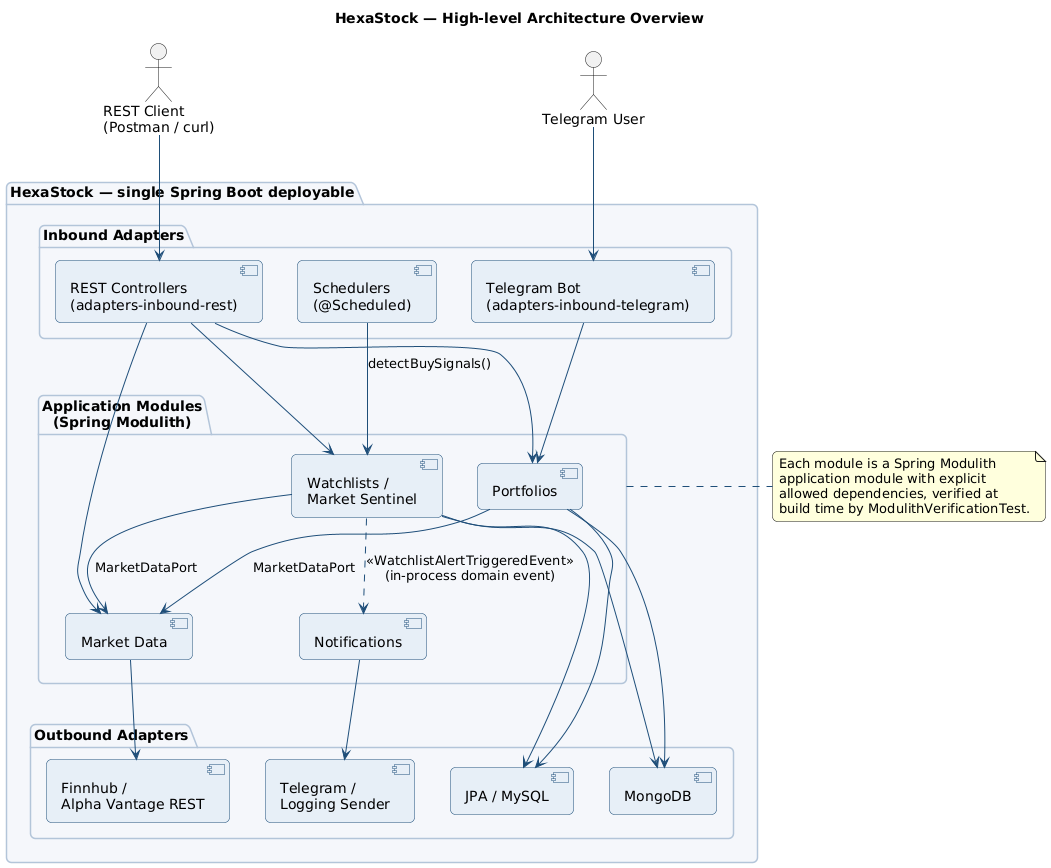 HexaStock — High-level Architecture Overview
REST Client
(Postman / curl)
Telegram User
HexaStock — single Spring Boot deployable
Inbound Adapters
REST Controllers
(adapters-inbound-rest)
Schedulers
(@Scheduled)
Telegram Bot
(adapters-inbound-telegram)
detectBuySignals()
Application Modules
(Spring Modulith)
Watchlists /
Market Sentinel
Portfolios
Each module is a Spring Modulith
application module with explicit
allowed dependencies, verified at
build time by ModulithVerificationTest.
MarketDataPort
MarketDataPort
«WatchlistAlertTriggeredEvent»
(in-process domain event)
Market Data
Notifications
Outbound Adapters
Finnhub /
Alpha Vantage REST
Telegram /
Logging Sender
JPA / MySQL
MongoDB